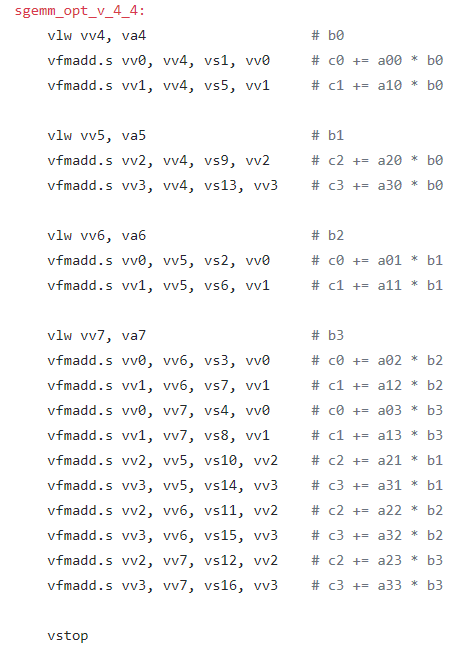 sgemm_opt_v_4_4:
    vlw vv4, va4                    # b0
    vfmadd.s vv0, vv4, vs1, vv0     # c0 += a00 * b0
    vfmadd.s vv1, vv4, vs5, vv1     # c1 += a10 * b0

    vlw vv5, va5                    # b1
    vfmadd.s vv2, vv4, vs9, vv2     # c2 += a20 * b0
    vfmadd.s vv3, vv4, vs13, vv3    # c3 += a30 * b0

    vlw vv6, va6                    # b2
    vfmadd.s vv0, vv5, vs2, vv0     # c0 += a01 * b1
    vfmadd.s vv1, vv5, vs6, vv1     # c1 += a11 * b1

    vlw vv7, va7                    # b3
    vfmadd.s vv0, vv6, vs3, vv0     # c0 += a02 * b2
    vfmadd.s vv1, vv6, vs7, vv1     # c1 += a12 * b2
    vfmadd.s vv0, vv7, vs4, vv0     # c0 += a03 * b3
    vfmadd.s vv1, vv7, vs8, vv1     # c1 += a13 * b3
    vfmadd.s vv2, vv5, vs10, vv2    # c2 += a21 * b1
    vfmadd.s vv3, vv5, vs14, vv3    # c3 += a31 * b1
    vfmadd.s vv2, vv6, vs11, vv2    # c2 += a22 * b2
    vfmadd.s vv3, vv6, vs15, vv3    # c3 += a32 * b2
    vfmadd.s vv2, vv7, vs12, vv2    # c2 += a23 * b3
    vfmadd.s vv3, vv7, vs16, vv3    # c3 += a33 * b3

    vstop